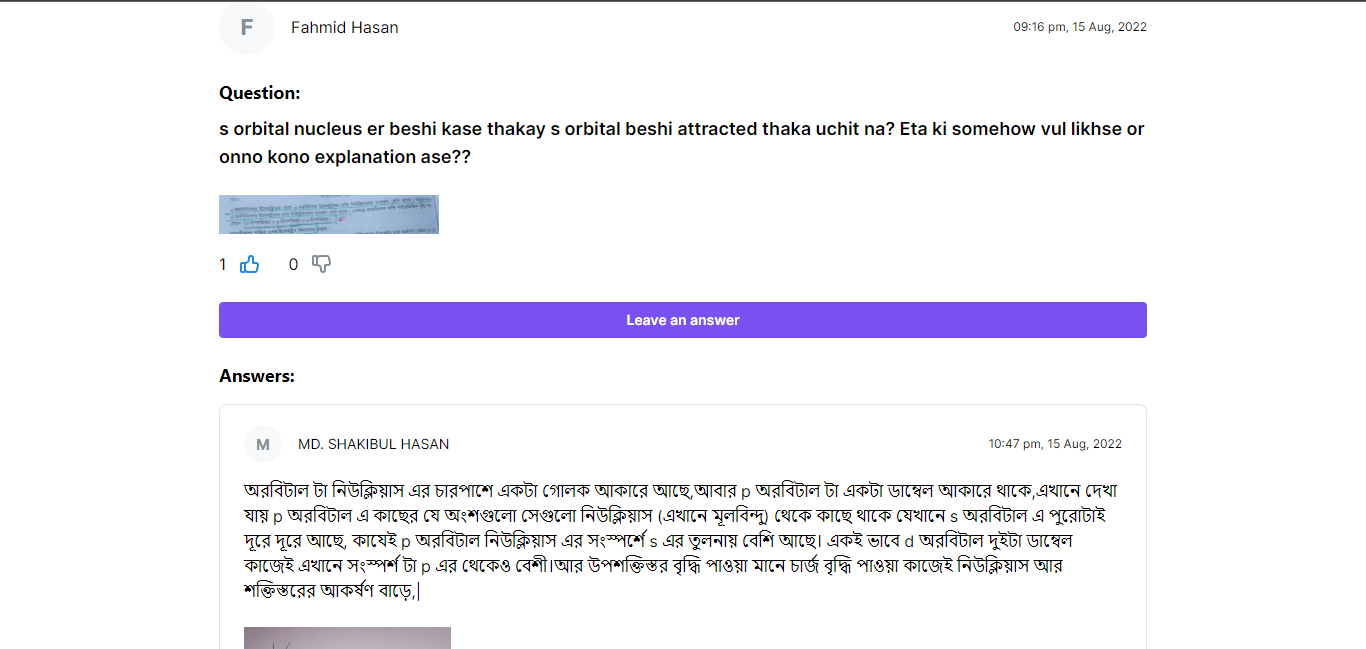 F
Fahmid Hasan
09:16 pm, 15 Aug, 2022
Question:
s orbital nucleus er beshi kase thakay s orbital beshi attracted thaka uchit na? Eta ki somehow vul likhse or
onno kono explanation ase??
1
0
Leave an answer
Answers:
M
MD. SHAKIBUL HASAN
10:47 pm, 15 Aug, 2022
অরবিটাল টা নিউক্লিয়াস এর চারপাশে একটা গোলক আকারে আছে,আবার p অরবিটাল টা একটা ডাম্বেল আকারে থাকে,এখানে দেখা
যায় p অরবিটাল এ কাছের যে অংশগুলো সেগুলো নিউক্লিয়াস (এখানে মূলবিন্দু) থেকে কাছে থাকে যেখানে s অরবিটাল এ পুরোটাই
দূরে দূরে আছে, কাযেই p অরবিটাল নিউক্লিয়াস এর সংস্পর্শে s এর তুলনায় বেশি আছে। একই ভাবে d অরবিটাল দুইটা ডাম্বেল
কাজেই এখানে সংস্পর্শ টা p এর থেকেও বেশী।আর উপশক্তিস্তর বৃদ্ধি পাওয়া মানে চার্জ বৃদ্ধি পাওয়া কাজেই নিউক্লিয়াস আর
শক্তিস্তরের আকর্ষণ বাড়ে,